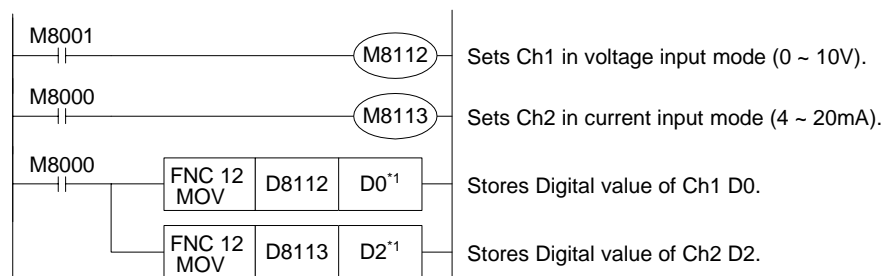 M8001
M8112 Sets Ch1 in voltage input mode (0 ~ 10V).
M8000
M8113 Sets Ch2 in current input mode (4 ~ 20mA).
M8000
FNC 12 MOV D8112 D0*1 Stores Digital value of Ch1 D0.
FNC 12 MOV D8113 D2*1 Stores Digital value of Ch2 D2.